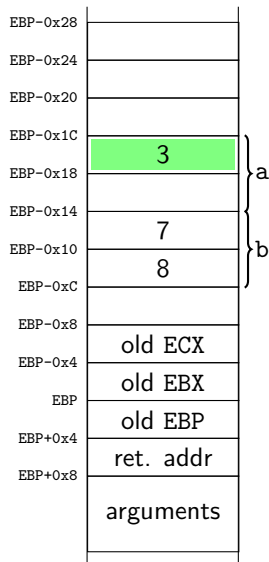 EBP-0x28
EBP-0x24
EBP-0x20
EBP-0x1C
3
EBP-0x18
a
EBP-0x14
7
EBP-0x10
b
8
EBP-0xC
EBP-0x8
old ECX
EBP-0x4
old EBX
EBP
old EBP
EBP+0x4
ret. addr
EBP+0x8
arguments